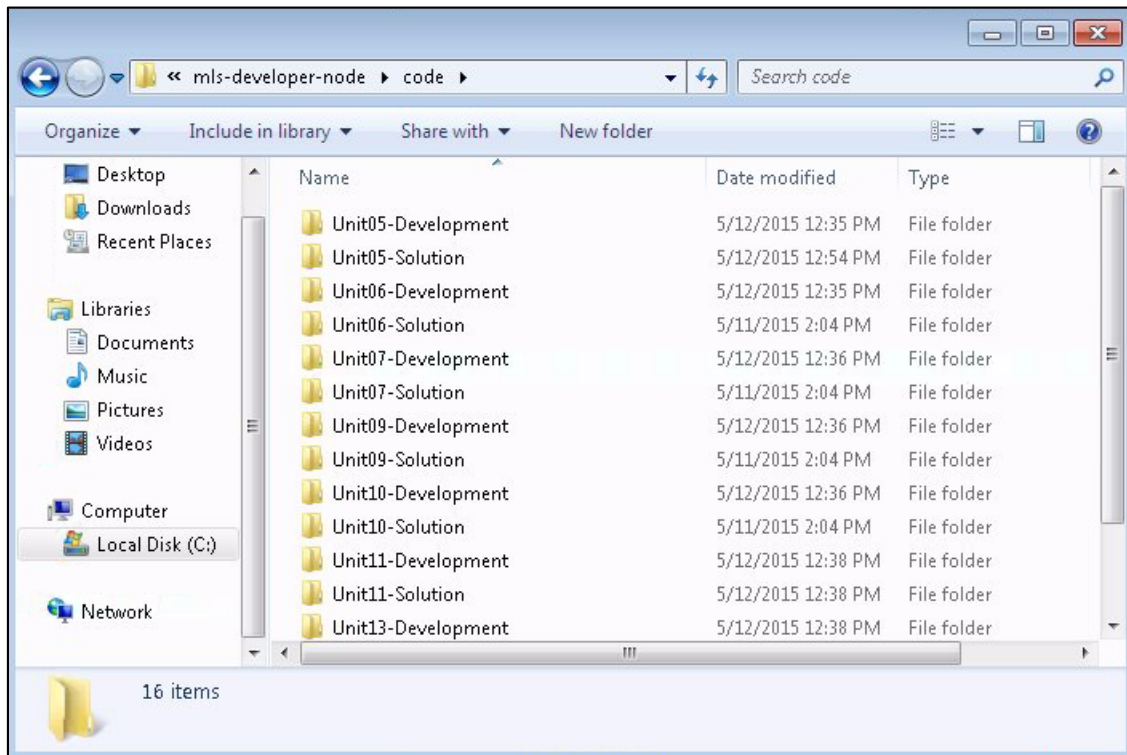 « mls-developer-node ▸ code ▸ Search code
Organize Include in library Share with New folder
Desktop
Downloads
Recent Places
Libraries
Documents
Music
Pictures
Videos
Computer
Local Disk (C:)
Network
Name Date modified Type
Unit05-Development 5/12/2015 12:35 PM File folder
Unit05-Solution 5/12/2015 12:54 PM File folder
Unit06-Development 5/12/2015 12:35 PM File folder
Unit06-Solution 5/11/2015 2:04 PM File folder
Unit07-Development 5/12/2015 12:36 PM File folder
Unit07-Solution 5/11/2015 2:04 PM File folder
Unit09-Development 5/12/2015 12:36 PM File folder
Unit09-Solution 5/11/2015 2:04 PM File folder
Unit10-Development 5/12/2015 12:36 PM File folder
Unit10-Solution 5/11/2015 2:04 PM File folder
Unit11-Development 5/12/2015 12:38 PM File folder
Unit11-Solution 5/12/2015 12:38 PM File folder
Unit13-Development 5/12/2015 12:38 PM File folder
16 items